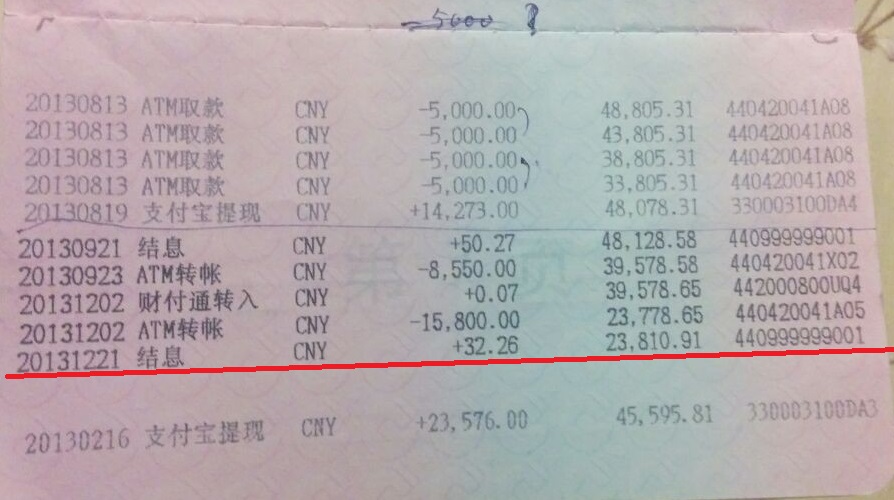 -5000
20130813 ATM取款 CNY -5,000.00 48,805.31 440420041A08
20130813 ATM取款 CNY -5,000.00 43,805.31 440420041A08
20130813 ATM取款 CNY -5,000.00 38,805.31 440420041A08
20130813 ATM取款 CNY -5,000.00 33,805.31 440420041A08
20130819 支付宝提现 CNY +14,273.00 48,078.31 330003100DA4
20130921 结息 CNY +50.27 48,128.58 440999999001
20130923 ATM转帐 CNY -8,550.00 39,578.58 440420041X02
20131202 财付通转入 CNY +0.07 39,578.65 442000800UQ4
20131202 ATM转帐 CNY -15,800.00 23,778.65 440420041A05
20131221 结息 CNY +32.26 23,810.91 440999999001
20130216 支付宝提现 CNY +23,576.00 45,595.81 330003100DA3